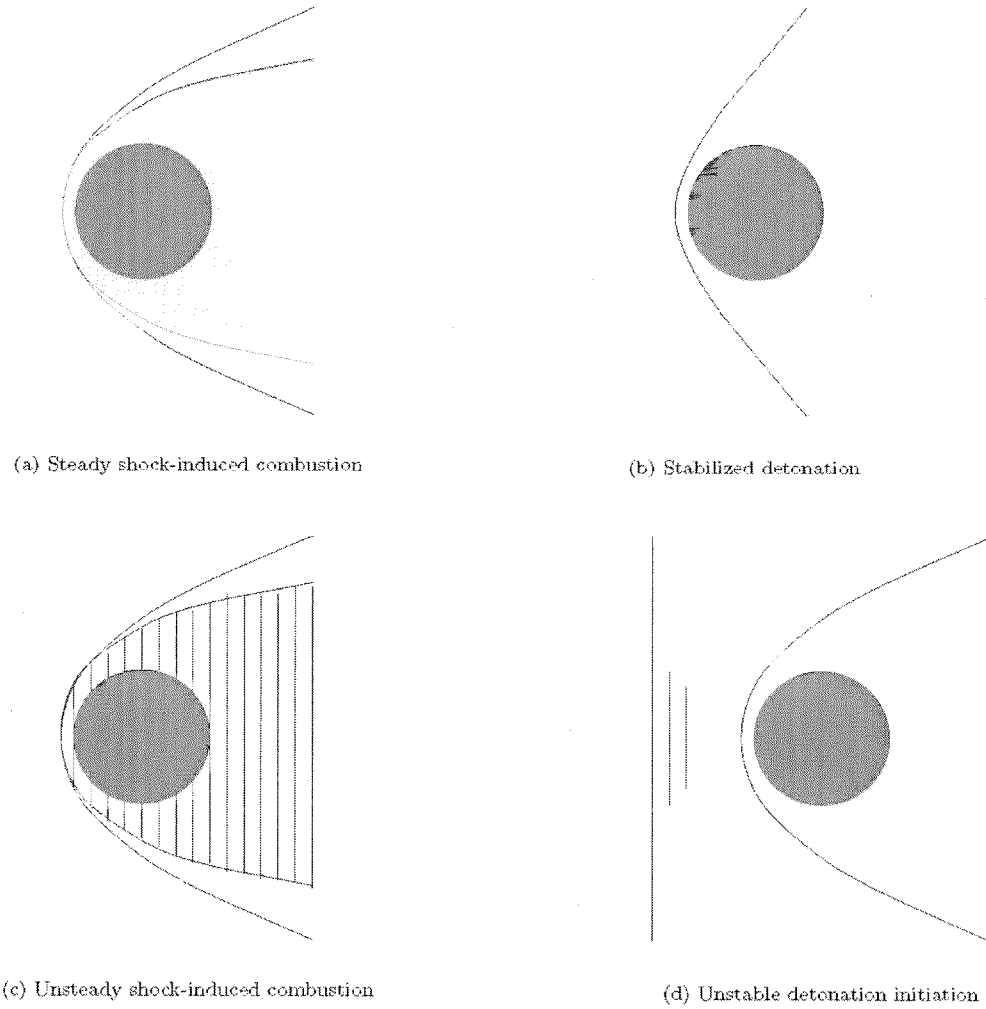 (a) Steady shock-induced combustion
(b) Stabilized detonation
(c) Unsteady shock-induced combustion
(d) Unstable detonation initiation